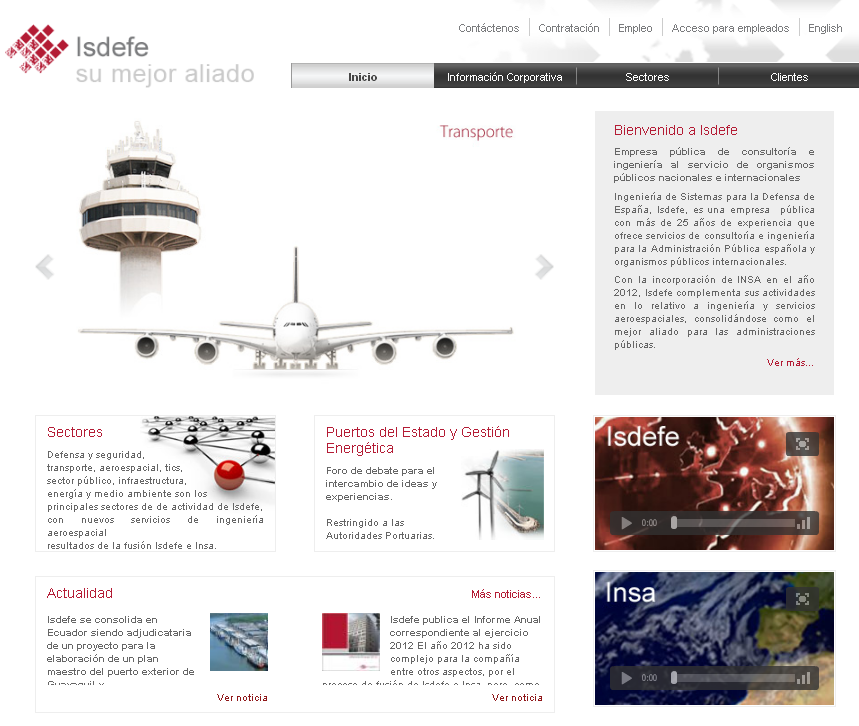 Contáctenos
Contratación
Empleo
Acceso para empleados
English
Isdefe
su mejor aliado
Inicio
Información Corporativa
Sectores
Clientes
Transporte
Bienvenido a Isdefe
Empresa pública de consultoría e
ingeniería al servicio de organismos
públicos nacionales e internacionales
Ingeniería de Sistemas para la Defensa de
España, Isdefe, es una empresa pública
con más de 25 años de experiencia que
ofrece servicios de consultoría e ingeniería
para la Administración Pública española y
organismos públicos internacionales.
Con la incorporación de INSA en el año
2012, Isdefe complementa sus actividades
en lo relativo a ingeniería y servicios
aeroespaciales, consolidándose como el
mejor aliado para las administraciones
públicas.
Ver más...
Sectores
Defensa y seguridad,
transporte, aeroespacial, tics,
sector público, infraestructura,
energía y medio ambiente son los
principales sectores de de actividad de Isdefe,
con nuevos servicios de ingeniería
aeroespacial
resultados de la fusión Isdefe e Insa.
Puertos del Estado y Gestión
Energética
Foro de debate para el
intercambio de ideas y
experiencias.
Restringido a las
Autoridades Portuarias.
Isdefe
0:00
Actualidad
Más noticias...
Isdefe se consolida en
Ecuador siendo adjudicataria
de un proyecto para la
elaboración de un plan
maestro del puerto exterior de
Guayaquil y
Ver noticia
Isdefe publica el Informe Anual
correspondiente al ejercicio
2012 El año 2012 ha sido
complejo para la compañía
entre otros aspectos, por el
proceso de fusión de Isdefe e Insa, pero, como
Ver noticia
Insa
0:00